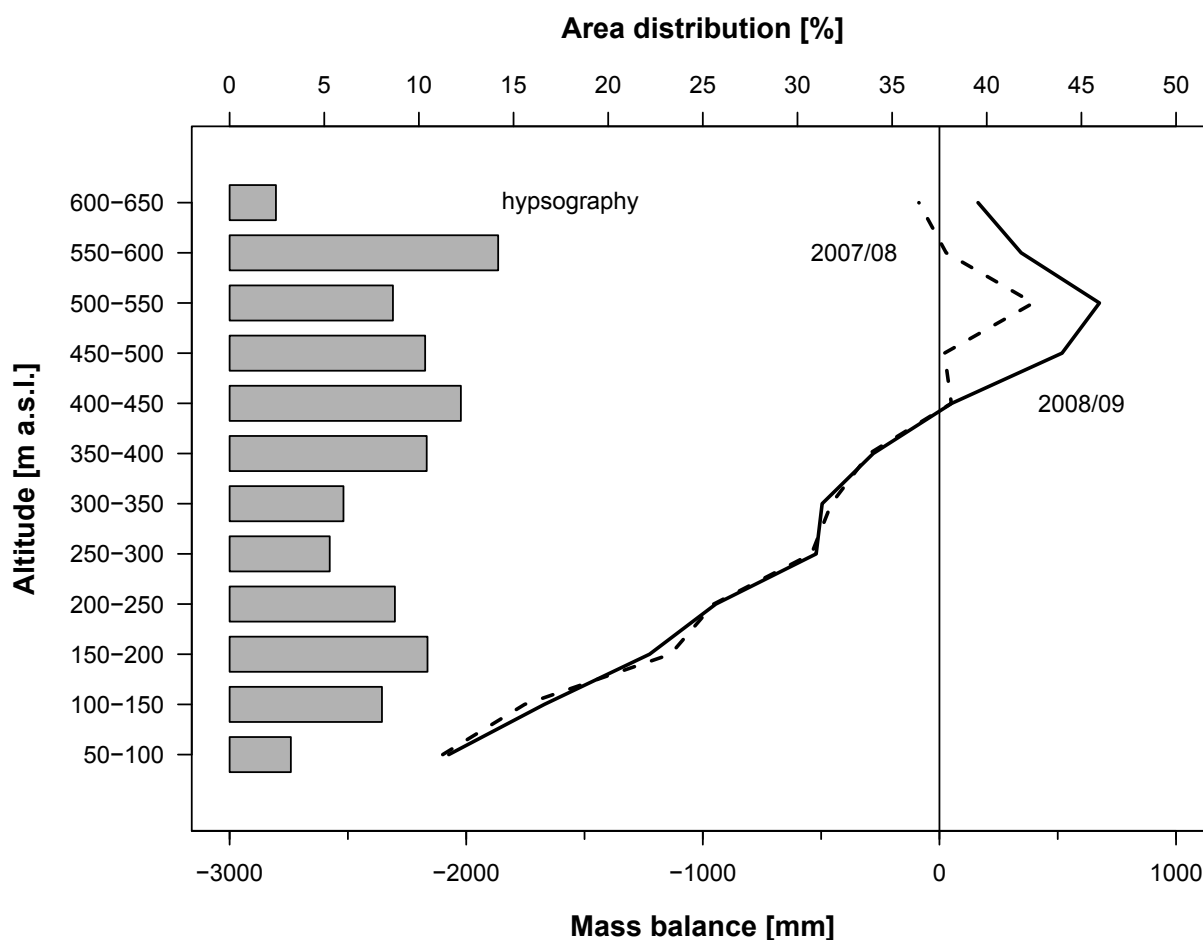 Area distribution [%]
0 5 10 15 20 25 30 35 40 45 50
600−650 hypsography
550−600 2007/08
500−550
450−500
400−450 2008/09
350−400
300−350
250−300
200−250
150−200
100−150
50−100
Altitude [m a.s.l.]
−3000 −2000 −1000 0 1000
Mass balance [mm]